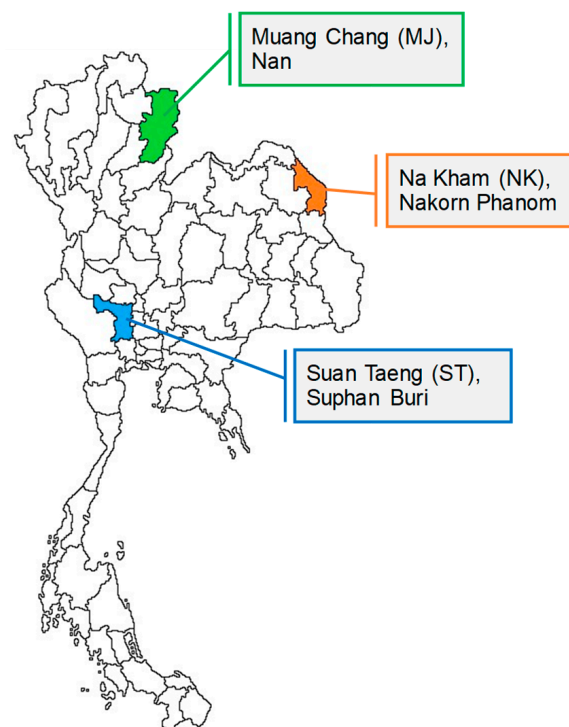 Muang Chang (MJ),
Nan
Na Kham (NK),
Nakorn Phanom
Suan Taeng (ST),
Suphan Buri